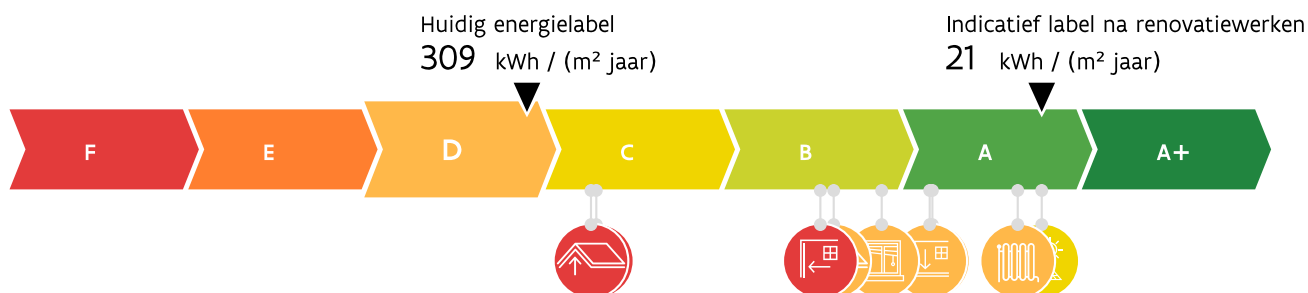 Huidig energielabel
309 kWh / (m² jaar)
Indicatief label na renovatiewerken
21 kWh / (m² jaar)
F E D C B A A+